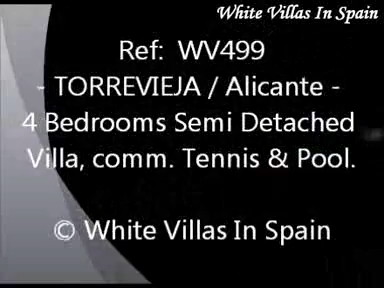 White Villas In Spain
Ref:  WV499
- TORREVIEJA / Alicante -
4 Bedrooms Semi Detached
Villa, comm. Tennis & Pool.
© White Villas In Spain